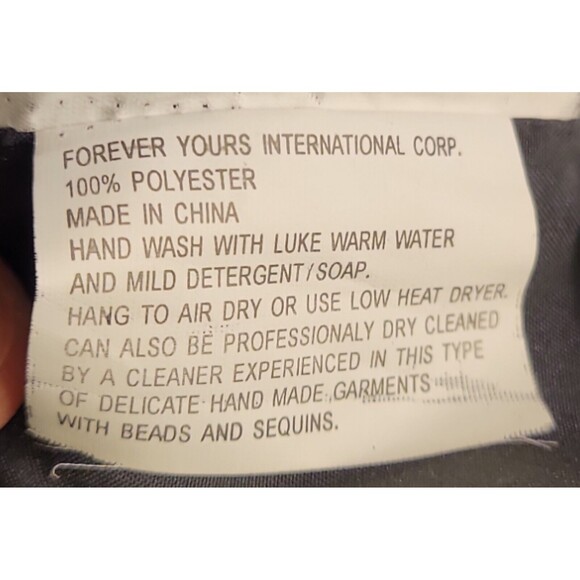 FOREVER YOURS INTERNATIONAL CORP.
100% POLYESTER
MADE IN CHINA
HAND WASH WITH LUKE WARM WATER
AND MILD DETERGENT/SOAP.
HANG TO AIR DRY OR USE LOW HEAT DRYER.
CAN ALSO BE PROFESSIONALY DRY CLEANED
BY A CLEANER EXPERIENCED IN THIS TYPE
OF DELICATE HAND MADE GARMENTS
WITH BEADS AND SEQUINS.